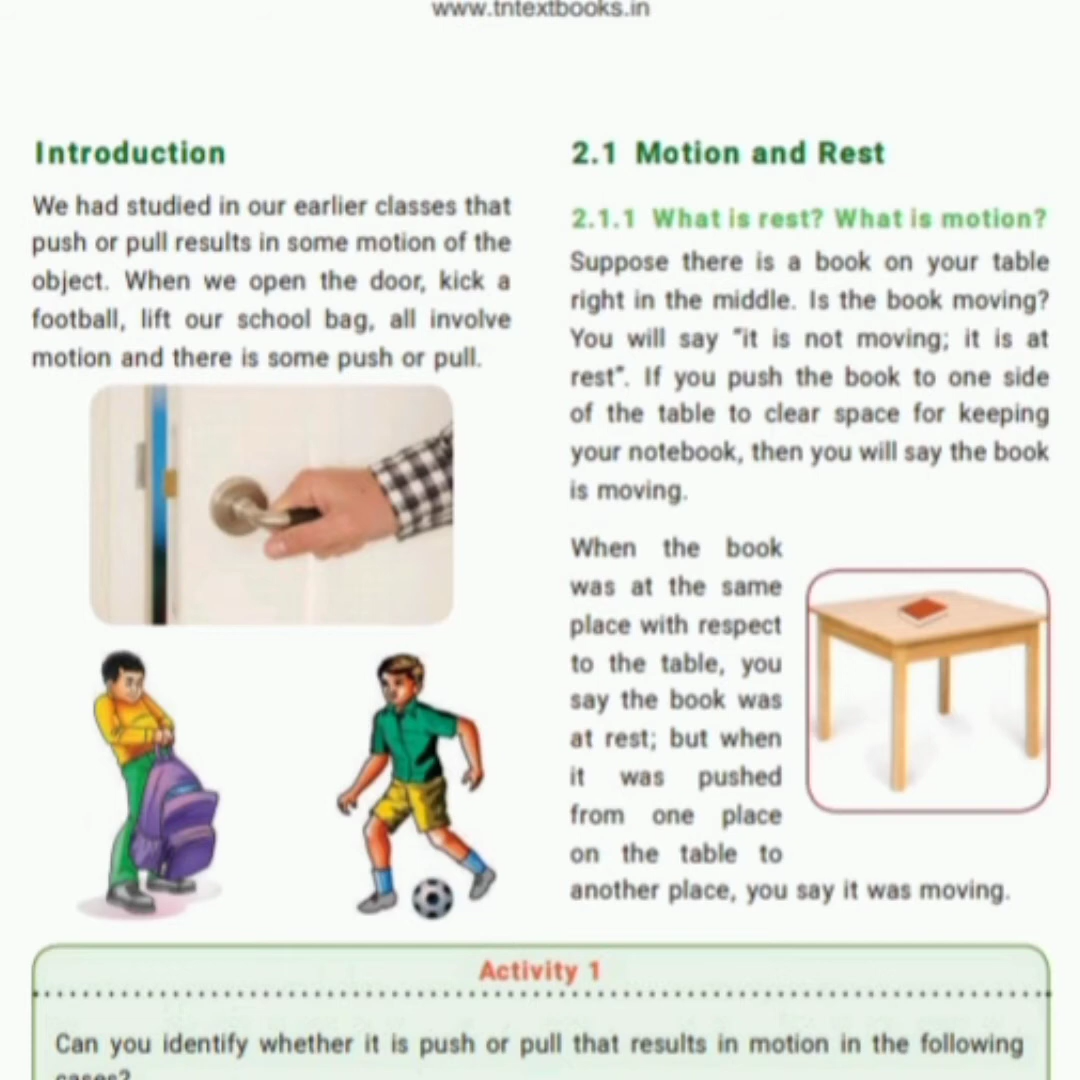 www.tntextbooks.in
Introduction
We had studied in our earlier classes that
push or pull results in some motion of the
object. When we open the door, kick a
football, lift our school bag, all involve
motion and there is some push or pull.
2.1 Motion and Rest
2.1.1 What is rest? What is motion?
Suppose there is a book on your table
right in the middle. Is the book moving?
You will say "it is not moving; it is at
rest". If you push the book to one side
of the table to clear space for keeping
your notebook, then you will say the book
is moving.
When the book
was at the same
place with respect
to the table, you
say the book was
at rest; but when
it was pushed
from one place
on the table to
another place, you say it was moving.
Activity 1
Can you identify whether it is push or pull that results in motion in the following
cases?